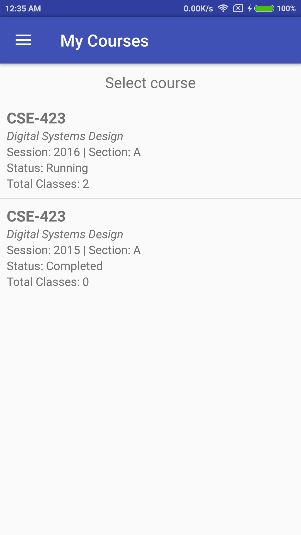 12:35 AM 0.00K/s 100%
My Courses
Select course
CSE-423
Digital Systems Design
Session: 2016 | Section: A
Status: Running
Total Classes: 2
CSE-423
Digital Systems Design
Session: 2015 | Section: A
Status: Completed
Total Classes: 0